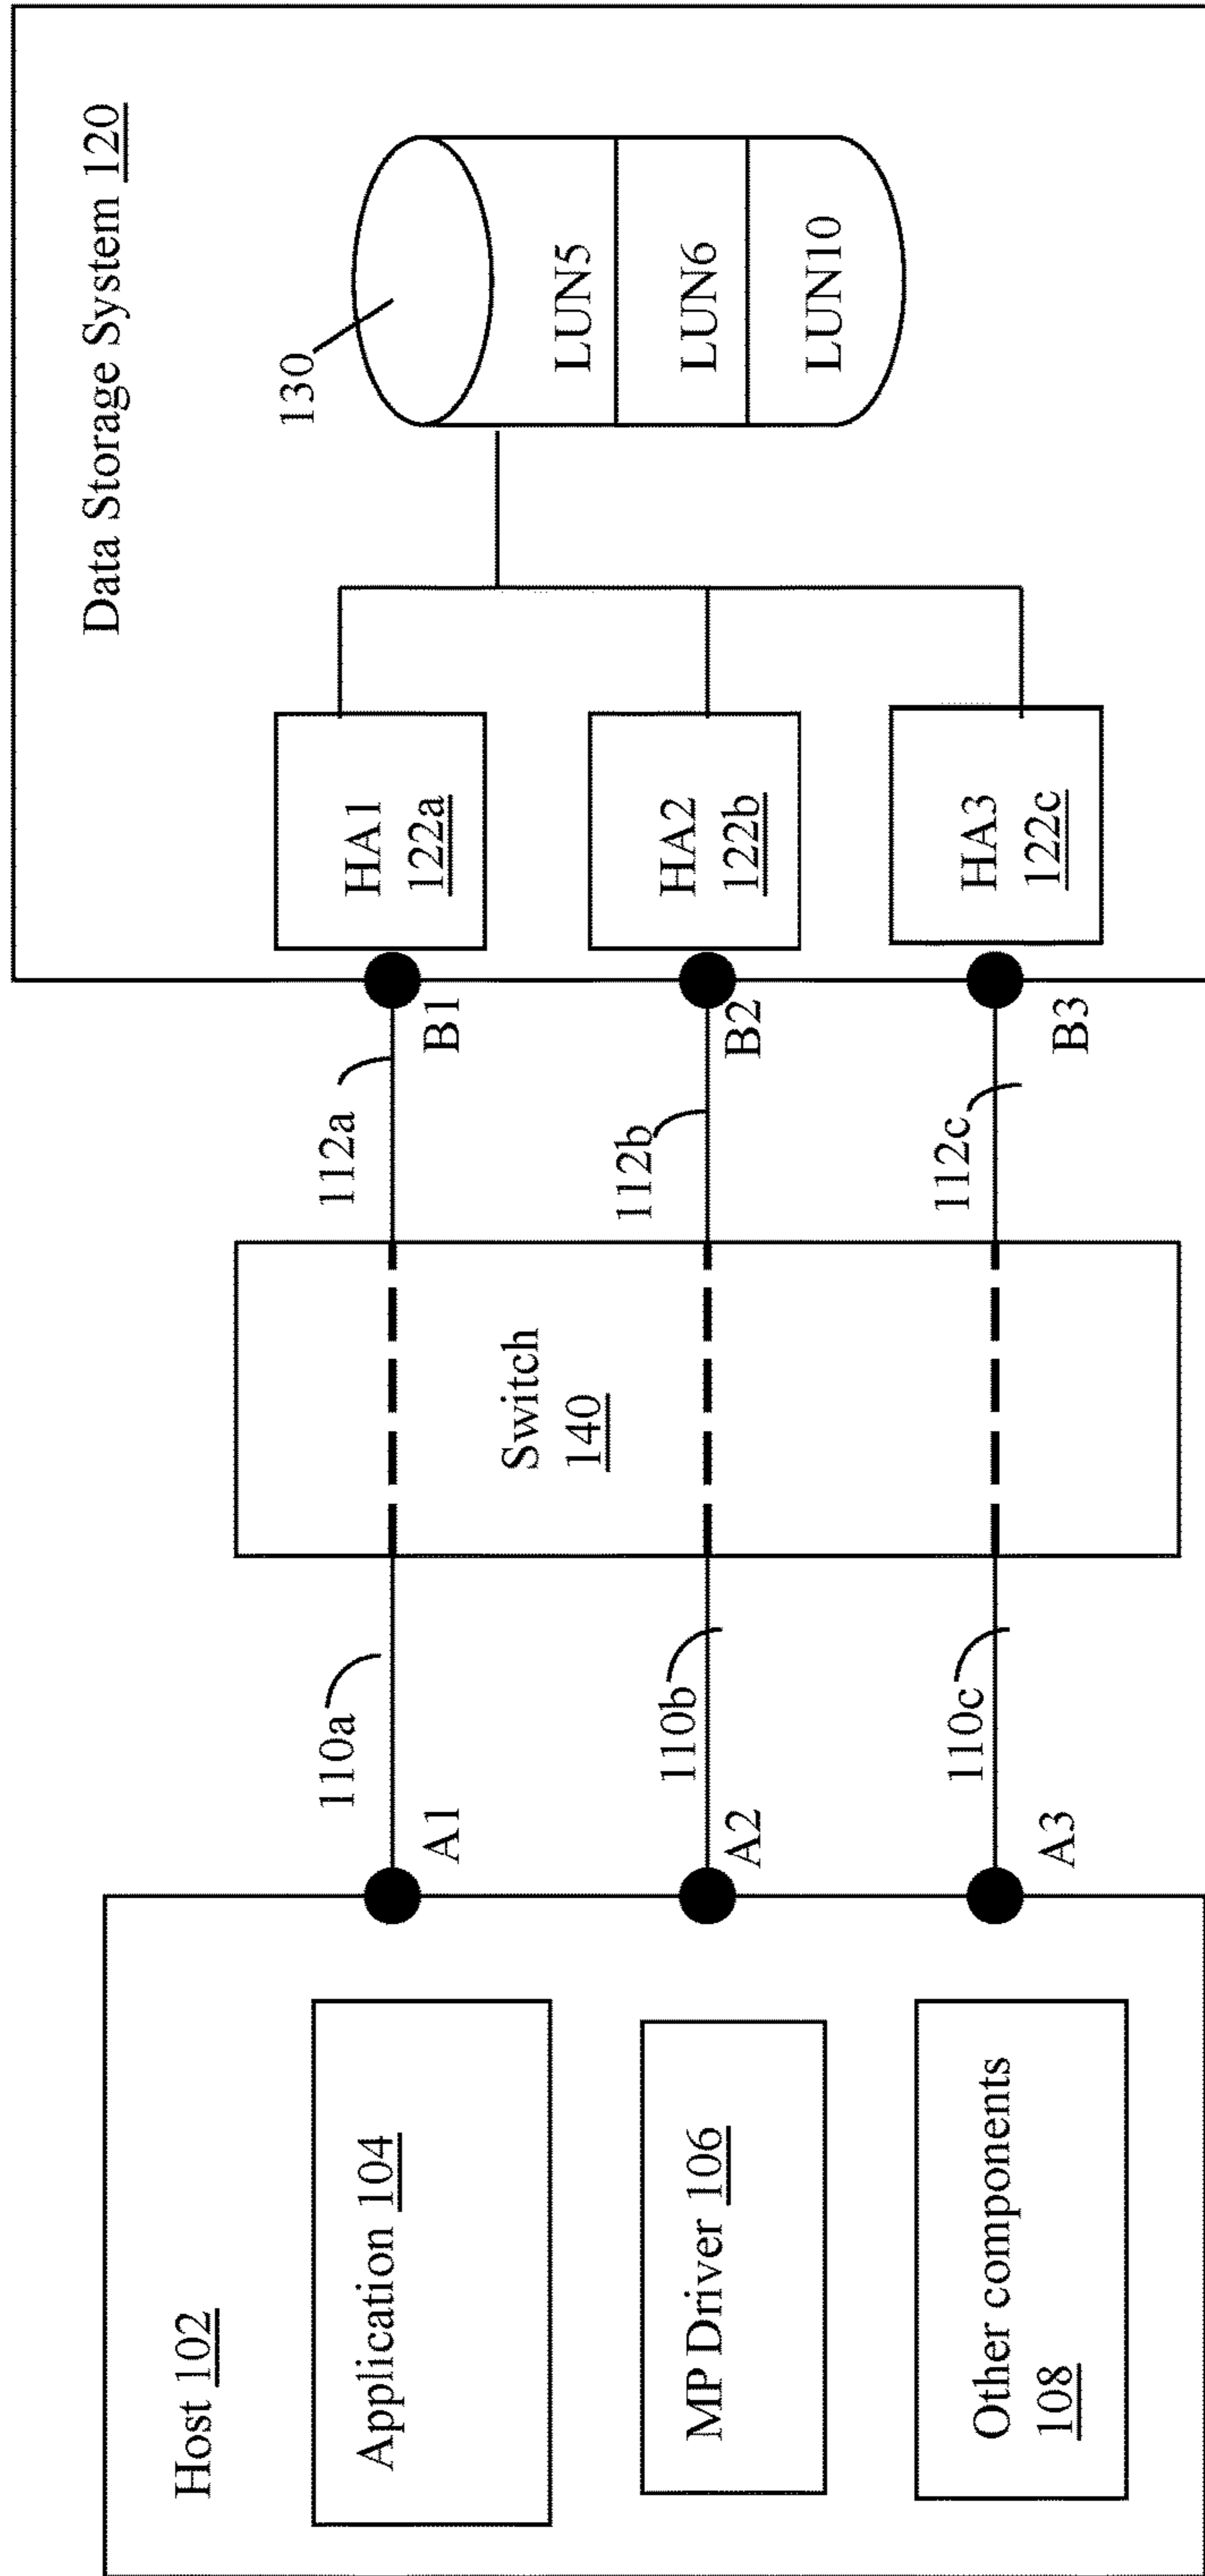 Host 102
Application 104
MP Driver 106
Other components
108
A1
A2
A3
110a
110b
110c
Switch
140
112a
112b
112c
B1
B2
B3
Data Storage System 120
HA1
122a
HA2
122b
HA3
122c
130
LUN5
LUN6
LUN10